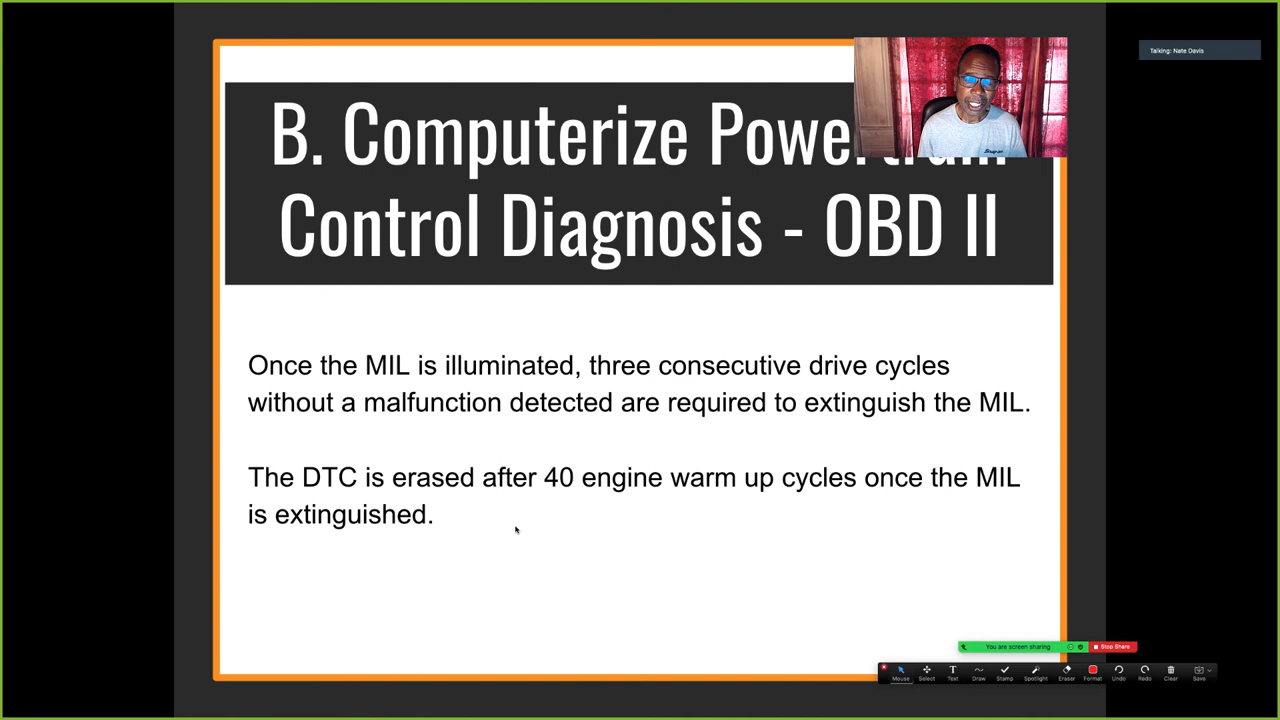 Talking: Nate Davis
B. Computerize
Control Diagnosis - OBD II
Once the MIL is illuminated, three consecutive drive cycles
without a malfunction detected are required to extinguish the MIL.
The DTC is erased after 40 engine warm up cycles once the MIL
is extinguished.
You are screen sharing
Stop Share
Mouse Select Text Draw Stamp Spotlight Eraser Format Undo Redo Clear Save